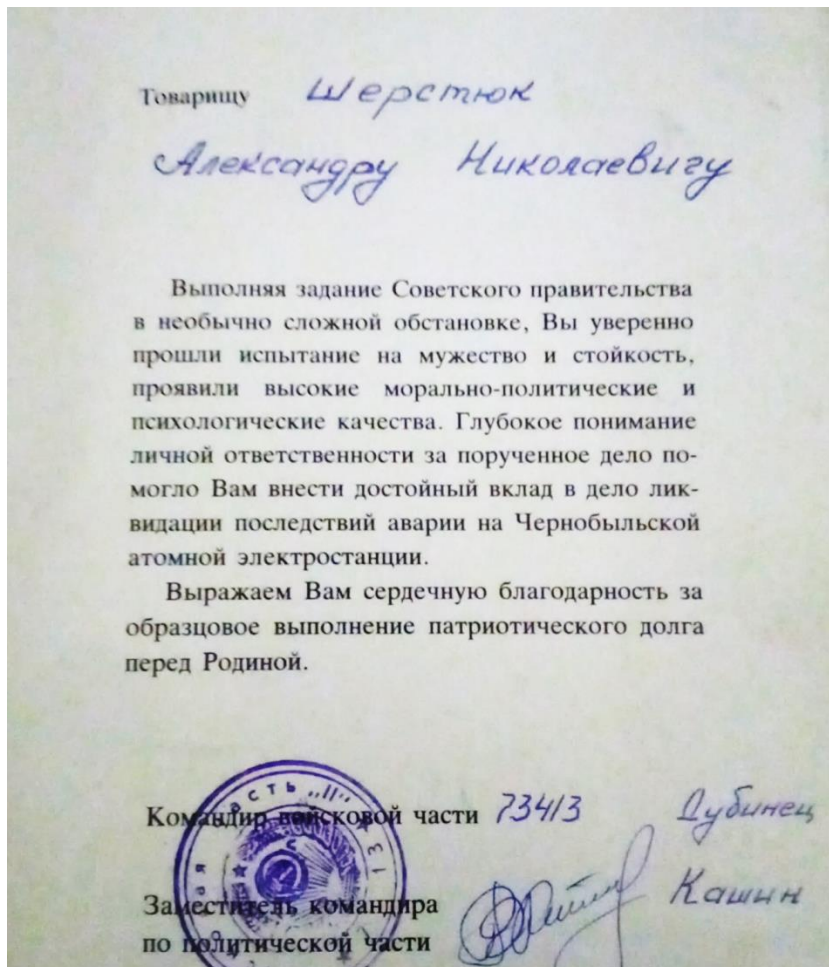 Товарищу Шерстюк
Александру Николаевичу
Выполняя задание Советского правительства
в необычно сложной обстановке, Вы уверенно
прошли испытание на мужество и стойкость,
проявили высокие морально-политические и
психологические качества. Глубокое понимание
личной ответственности за порученное дело по-
могло Вам внести достойный вклад в дело лик-
видации последствий аварии на Чернобыльской
атомной электростанции.
Выражаем Вам сердечную благодарность за
образцовое выполнение патриотического долга
перед Родиной.
Командир войсковой части 73413 Дубинец
Заместитель командира Кашин
по политической части